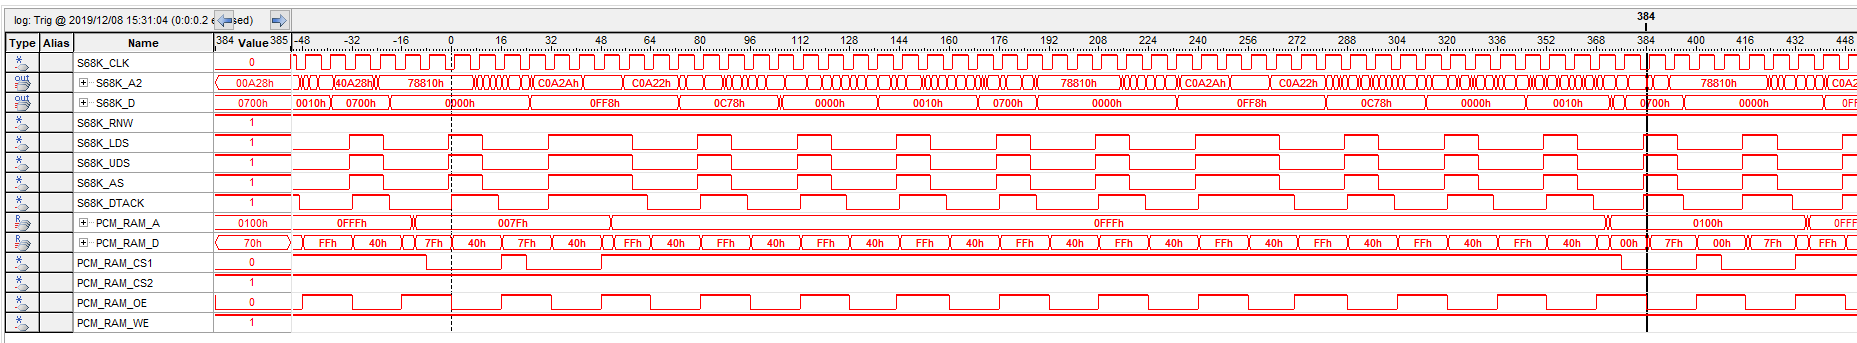 log: Trig @ 2019/12/08 15:31:04 (0:0:0.2 e sed) 384
Type Alias Name 384 Value 385 -48 -32 -16 0 16 32 48 64 80 96 112 128 144 160 176 192 208 224 240 256 272 288 304 320 336 352 368 384 400 416 432 448
S68K_CLK 0
out S68K_A2 00A28h 40A28h 78810h C0A2Ah C0A22h 78810h C0A2Ah C0A22h 78810h C0A2
out S68K_D 0700h 0010h 0700h 0000h 0FF8h 0C78h 0000h 0010h 0700h 0000h 0FF8h 0C78h 0000h 0010h 0700h 0000h 0FF
S68K_RNW 1
S68K_LDS 1
S68K_UDS 1
S68K_AS 1
S68K_DTACK 1
R PCM_RAM_A 0100h 0FFFh 007Fh 0FFFh 0100h 0FFF
R PCM_RAM_D 70h FFh 40h 7Fh 40h 7Fh 40h FFh 40h FFh 40h FFh 40h FFh 40h FFh 40h FFh 40h FFh 40h FFh 40h FFh 40h FFh 40h 00h 7Fh 00h 7Fh FFh
PCM_RAM_CS1 0
PCM_RAM_CS2 1
PCM_RAM_OE 0
PCM_RAM_WE 1